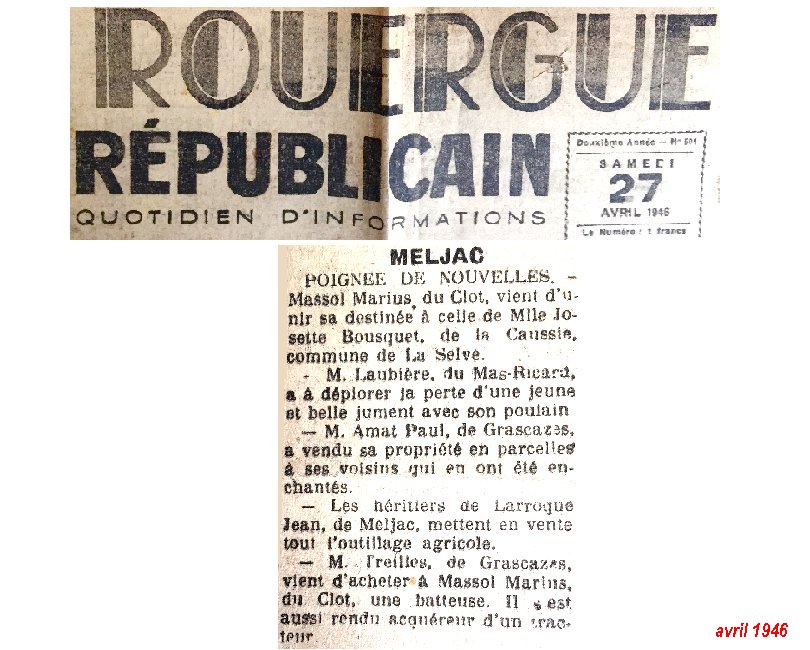 ROUERGUE
RÉPUBLICAIN
QUOTIDIEN D'INFORMATIONS
Deuxième Année — N° 501
SAMEDI
27
AVRIL 1946
Le Numéro : 1 francs
MELJAC
POIGNEE DE NOUVELLES. —
Massol Marius, du Clot, vient d'u-
nir sa destinée à celle de Mlle Jo-
sette Bousquet, de la Caussie,
commune de La Selve.
— M. Laubière, du Mas-Ricard,
a à déplorer la perte d'une jeune
et belle jument avec son poulain
— M. Amat Paul, de Grascazes,
a vendu sa propriété en parcelles
à ses voisins qui en ont été en-
chantés.
— Les héritiers de Larroque
Jean, de Meljac, mettent en vente
tout l'outillage agricole.
— M. Treilles, de Grascazes,
vient d'acheter à Massol Marius,
du Clot, une batteuse. Il s'est
aussi rendu acquéreur d'un trac-
teur
avril 1946